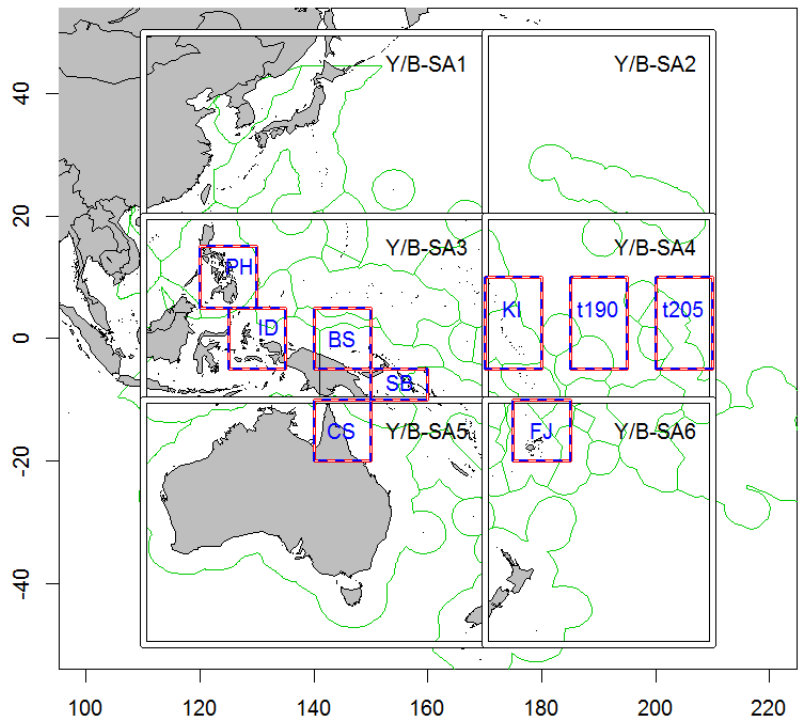 Y/B-SA1
Y/B-SA2
40
20
Y/B-SA3
Y/B-SA4
PH
ID
BS
KI
t190
t205
0
SB
CS
Y/B-SA5
FJ
Y/B-SA6
-20
-40
100
120
140
160
180
200
220